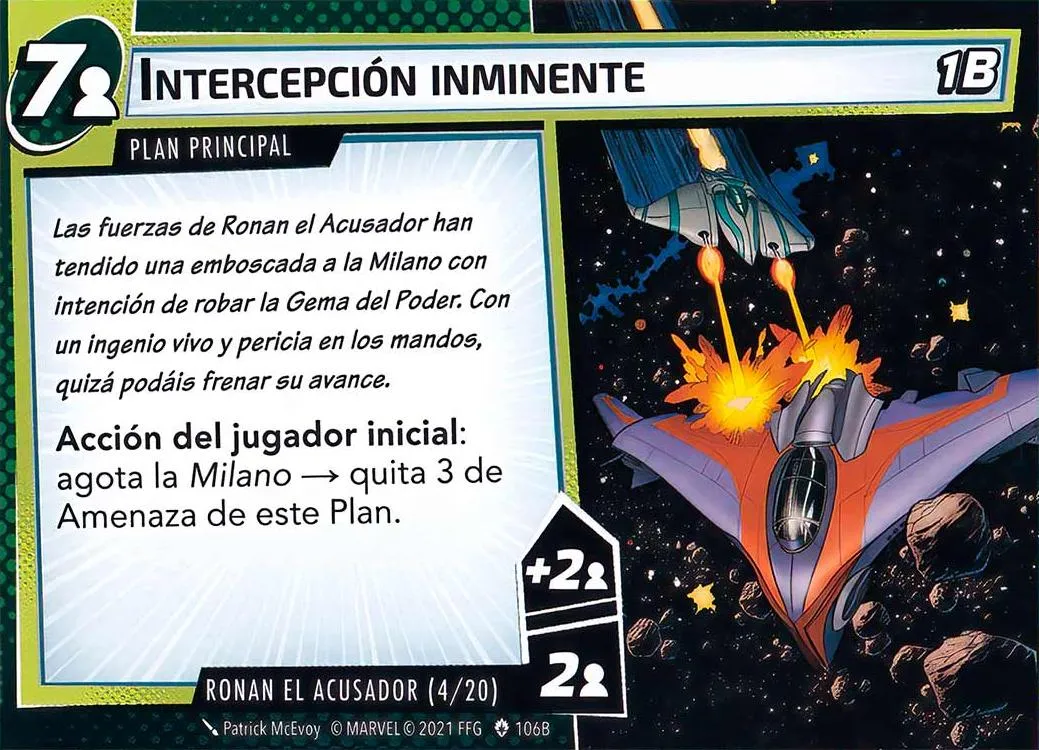 7
INTERCEPCIÓN INMINENTE
1B
PLAN PRINCIPAL
Las fuerzas de Ronan el Acusador han
tendido una emboscada a la Milano con
intención de robar la Gema del Poder. Con
un ingenio vivo y pericia en los mandos,
quizá podáis frenar su avance.
Acción del jugador inicial:
agota la Milano → quita 3 de
Amenaza de este Plan.
+2
2
RONAN EL ACUSADOR (4/20)
Patrick McEvoy © MARVEL © 2021 FFG 106B